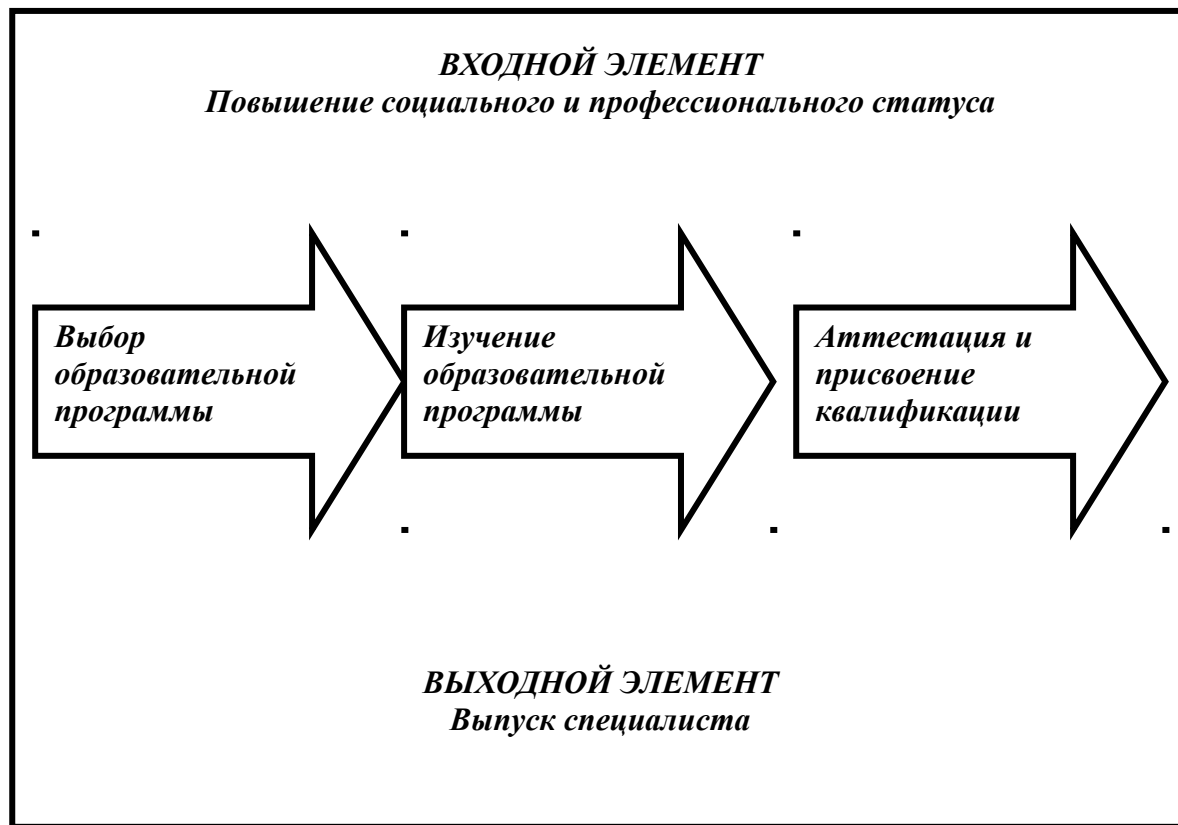 ВХОДНОЙ ЭЛЕМЕНТ
Повышение социального и профессионального статуса
Выбор
образовательной
программы
Изучение
образовательной
программы
Аттестация и
присвоение
квалификации
ВЫХОДНОЙ ЭЛЕМЕНТ
Выпуск специалиста